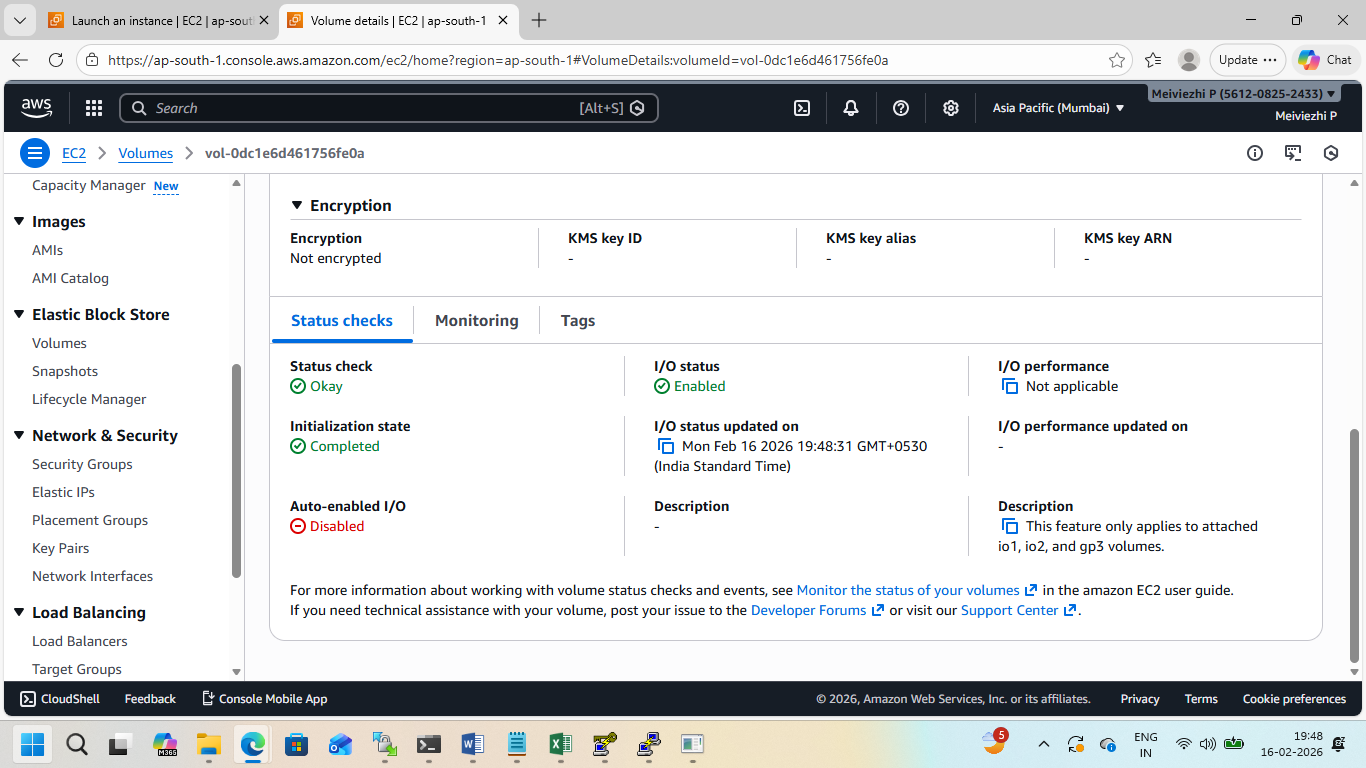 Launch an instance | EC2 | ap-sout
Volume details | EC2 | ap-south-1
https://ap-south-1.console.aws.amazon.com/ec2/home?region=ap-south-1#VolumeDetails:volumeId=vol-0dc1e6d461756fe0a
Update
Chat
aws
Search
[Alt+S]
Asia Pacific (Mumbai)
Meiviezhi P (5612-0825-2433)
Meiviezhi P
EC2
Volumes
vol-0dc1e6d461756fe0a
Capacity Manager New
Images
AMIs
AMI Catalog
Elastic Block Store
Volumes
Snapshots
Lifecycle Manager
Network & Security
Security Groups
Elastic IPs
Placement Groups
Key Pairs
Network Interfaces
Load Balancing
Load Balancers
Target Groups
Encryption
Encryption
Not encrypted
KMS key ID
-
KMS key alias
-
KMS key ARN
-
Status checks
Monitoring
Tags
Status check
Okay
I/O status
Enabled
I/O performance
Not applicable
Initialization state
Completed
I/O status updated on
Mon Feb 16 2026 19:48:31 GMT+0530
(India Standard Time)
I/O performance updated on
-
Auto-enabled I/O
Disabled
Description
-
Description
This feature only applies to attached
io1, io2, and gp3 volumes.
For more information about working with volume status checks and events, see Monitor the status of your volumes in the amazon EC2 user guide.
If you need technical assistance with your volume, post your issue to the Developer Forums or visit our Support Center.
CloudShell
Feedback
Console Mobile App
© 2026, Amazon Web Services, Inc. or its affiliates.
Privacy
Terms
Cookie preferences
M365
5
ENG
IN
19:48
16-02-2026